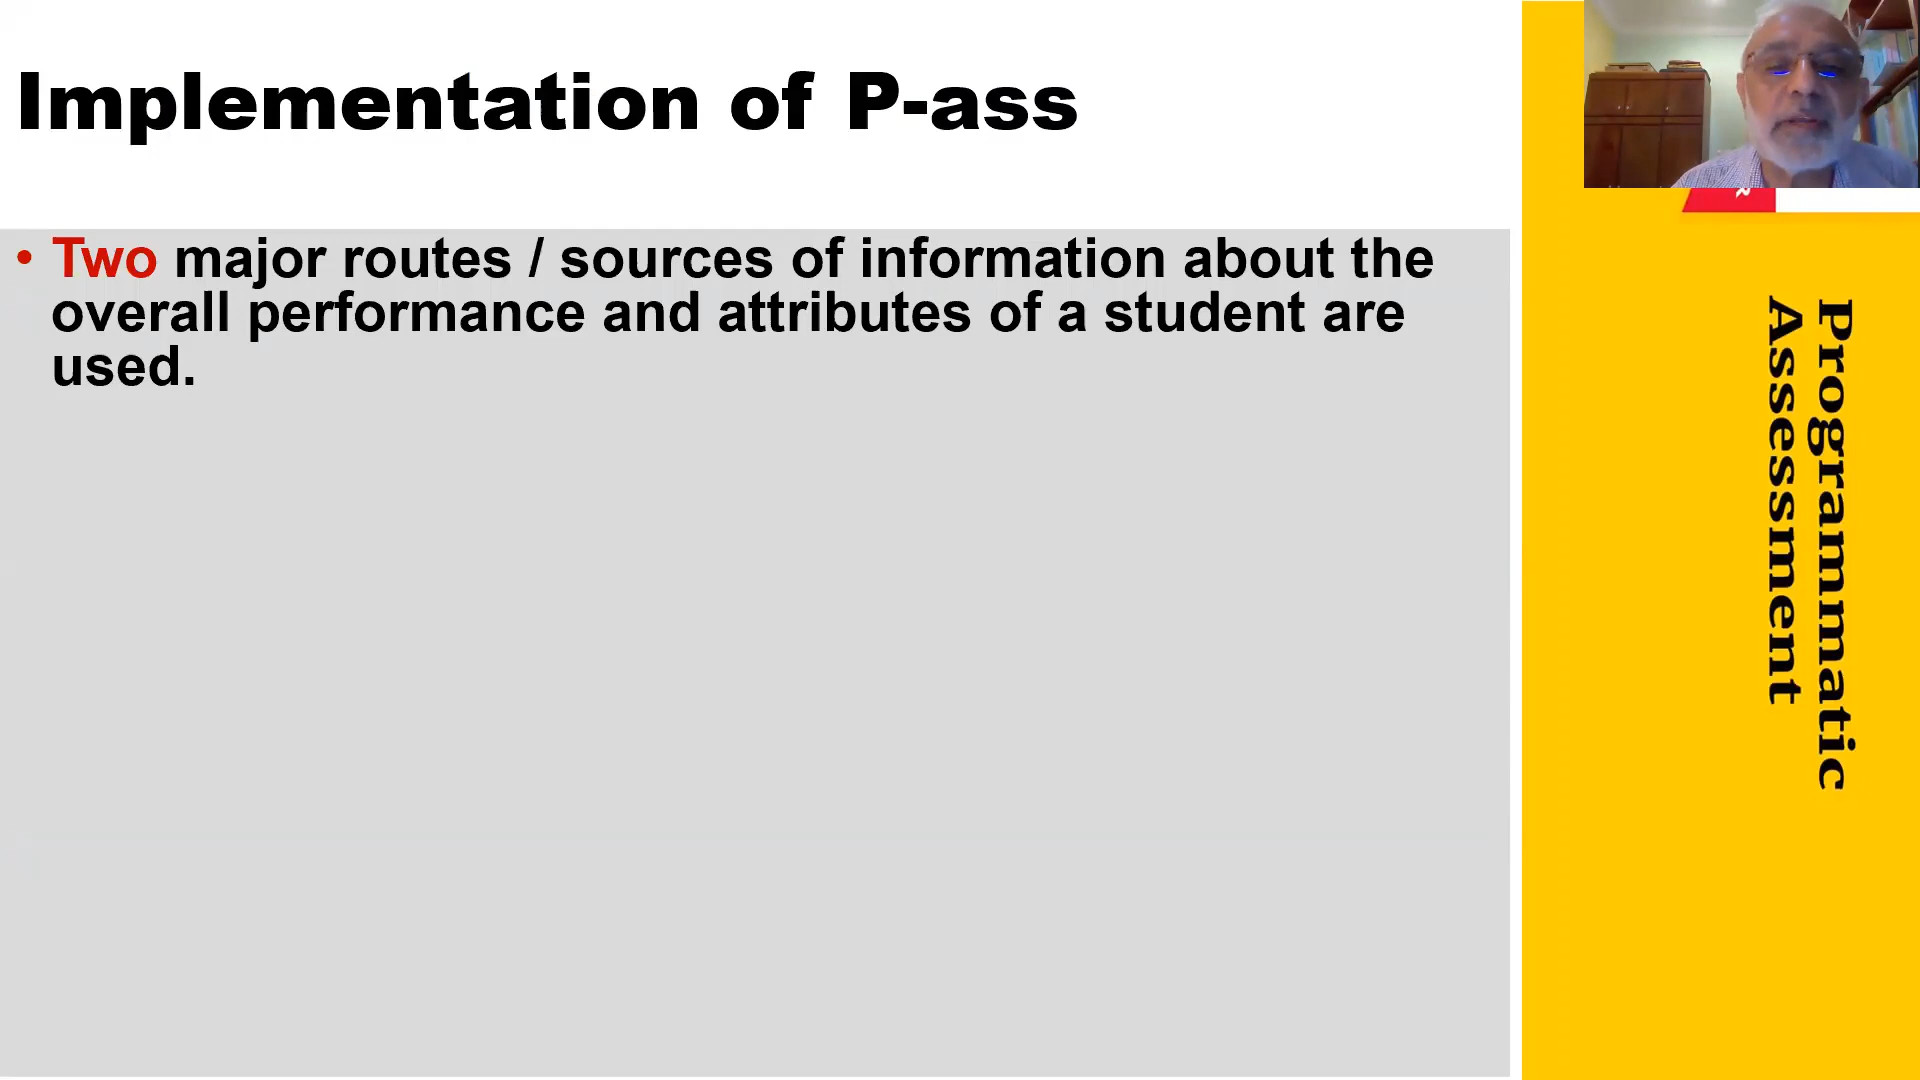 Implementation of P-ass
• Two major routes / sources of information about the
overall performance and attributes of a student are
used.
Programmatic
Assessment